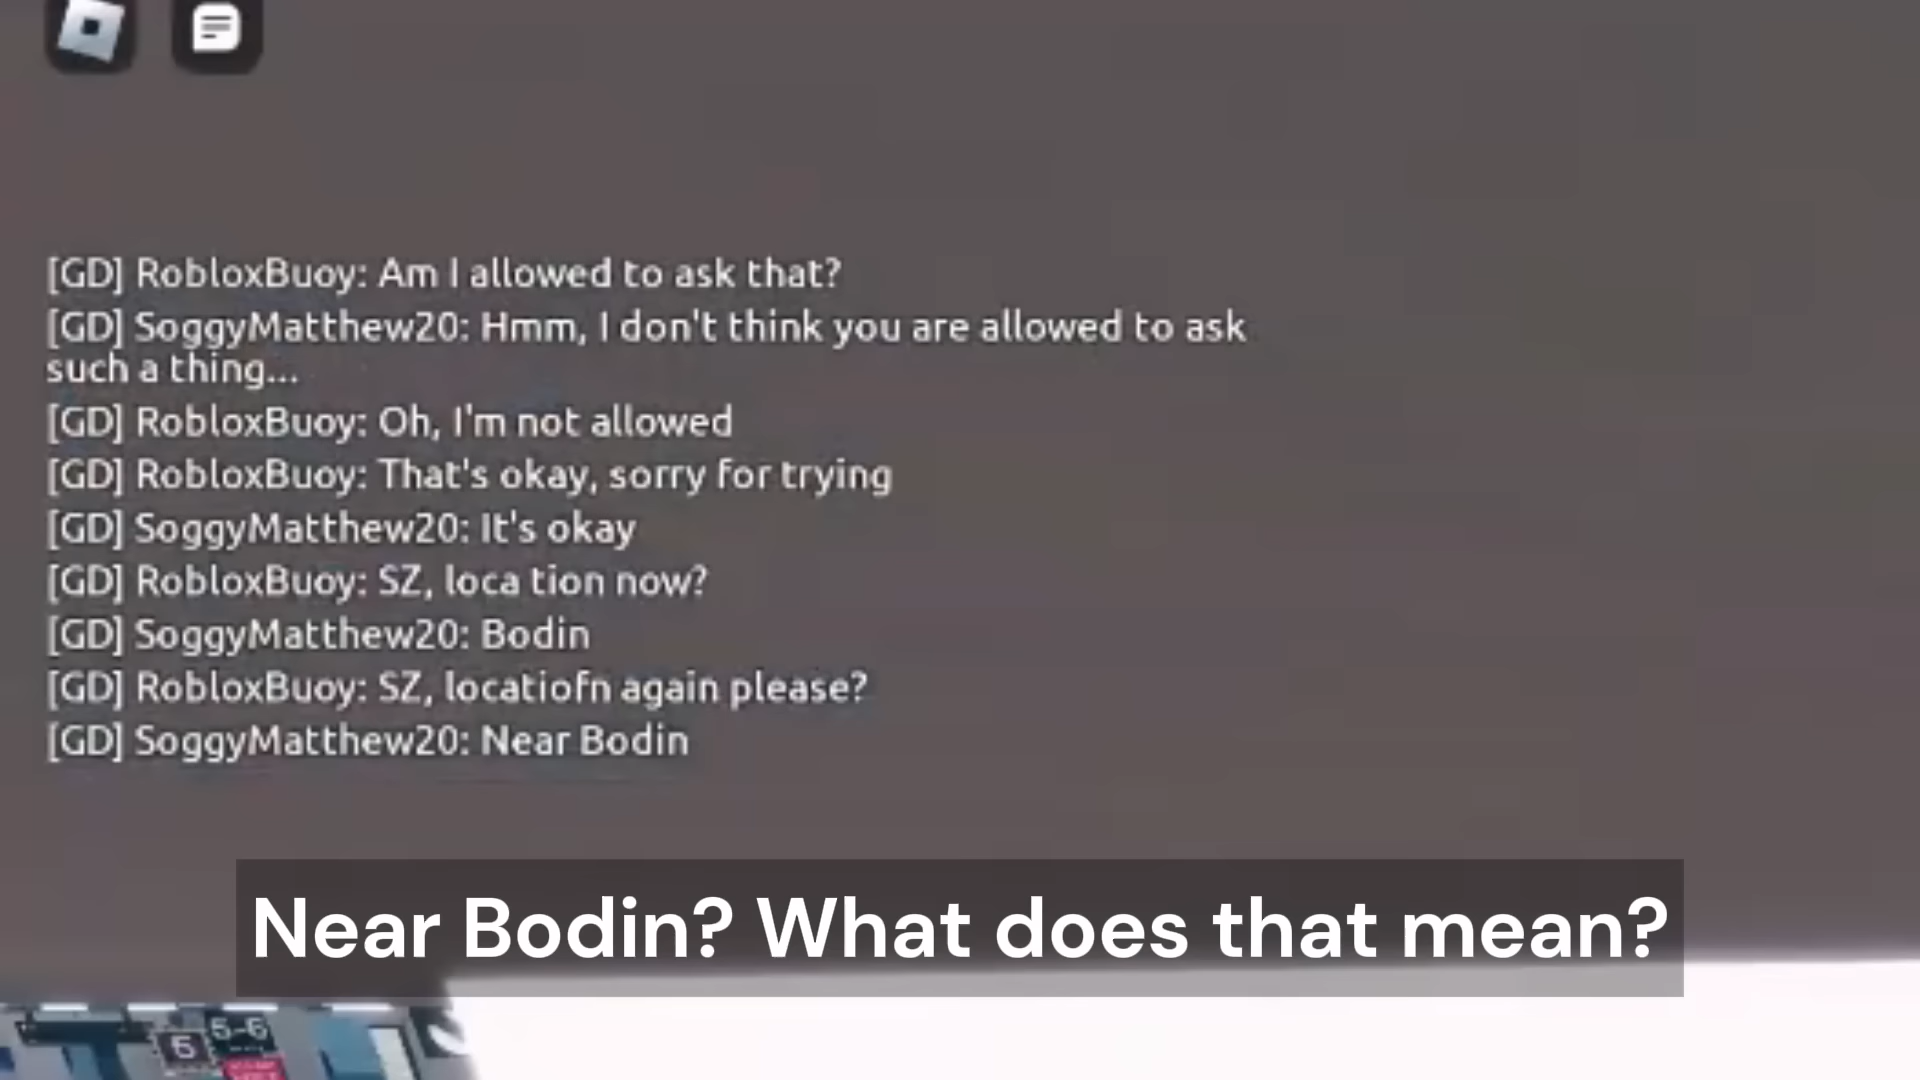 [GD] RobloxBuoy: Am I allowed to ask that?
[GD] SoggyMatthew20: Hmm, I don't think you are allowed to ask
such a thing...
[GD] RobloxBuoy: Oh, I'm not allowed
[GD] RobloxBuoy: That's okay, sorry for trying
[GD] SoggyMatthew20: It's okay
[GD] RobloxBuoy: SZ, loca tion now?
[GD] SoggyMatthew20: Bodin
[GD] RobloxBuoy: SZ, locatiofn again please?
[GD] SoggyMatthew20: Near Bodin
Near Bodin? What does that mean?
5-6
5